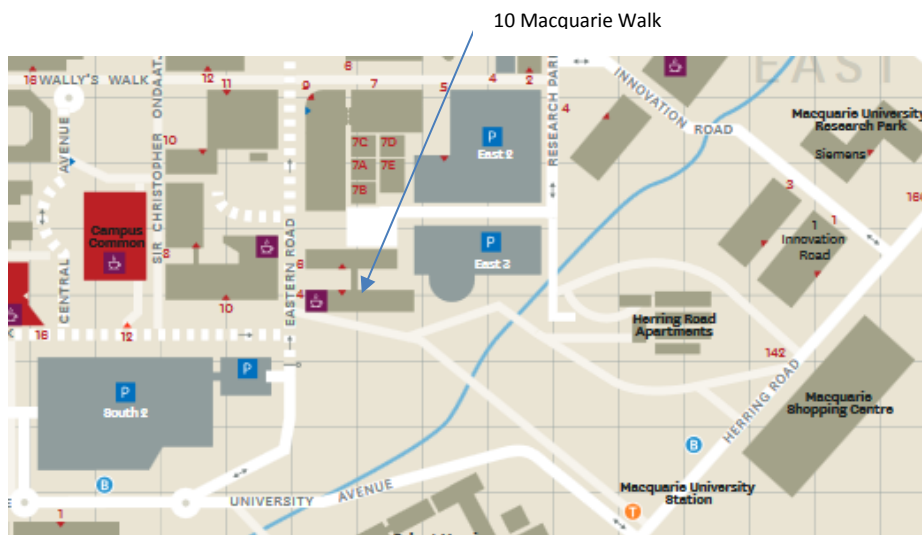 10 Macquarie Walk
EAST
16 WALLY'S WALK
12
11
9
6
7
4
5
2
4
INNOVATION
ROAD
RESEARCH PARK
Macquarie University
Research Park
Siemens
3
1
1
Innovation
Road
AVENUE
CENTRAL
SIR CHRISTOPHER ONDAAT
10
7C
7D
7A
7E
7B
P
East 2
P
East 3
Campus
Common
8
10
EASTERN ROAD
6
4
16
12
Herring Road
Apartments
142
HERRING ROAD
Macquarie
Shopping Centre
P
South 2
P
B
B
UNIVERSITY
AVENUE
Macquarie University
Station
T
E
1